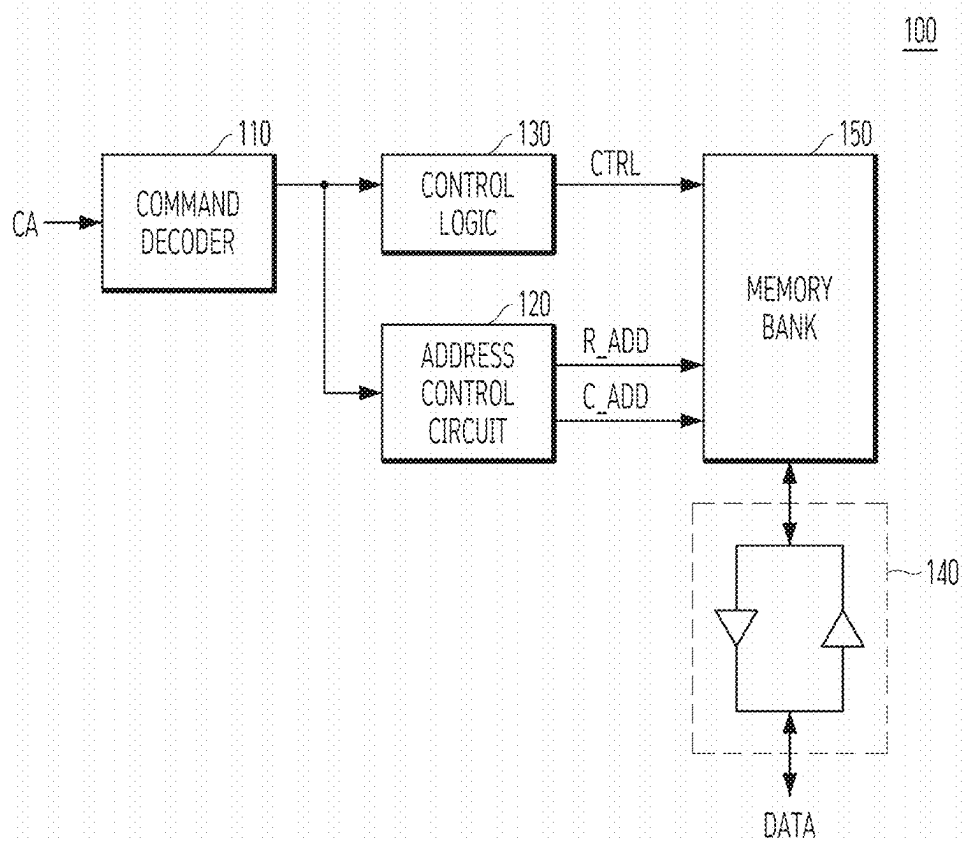 100
110
130
150
CA
COMMAND
DECODER
CONTROL
LOGIC
CTRL
MEMORY
BANK
120
ADDRESS
CONTROL
CIRCUIT
R_ADD
C_ADD
140
DATA